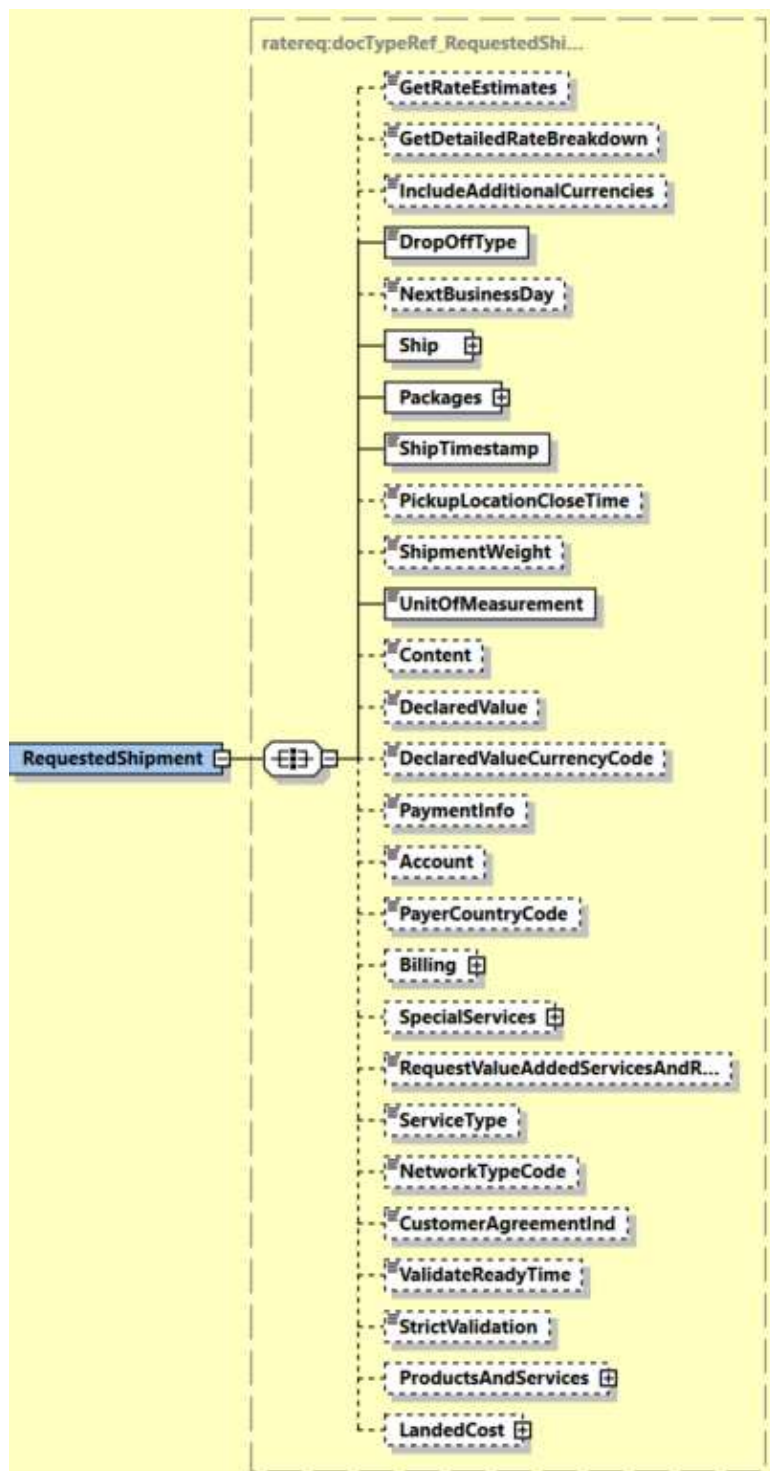 ratereq:docTypeRef_RequestedShi...
GetRateEstimates
GetDetailedRateBreakdown
IncludeAdditionalCurrencies
DropOffType
NextBusinessDay
Ship
Packages
ShipTimestamp
PickupLocationCloseTime
ShipmentWeight
UnitOfMeasurement
Content
DeclaredValue
RequestedShipment
DeclaredValueCurrencyCode
PaymentInfo
Account
PayerCountryCode
Billing
SpecialServices
RequestValueAddedServicesAndR...
ServiceType
NetworkTypeCode
CustomerAgreementInd
ValidateReadyTime
StrictValidation
ProductsAndServices
LandedCost